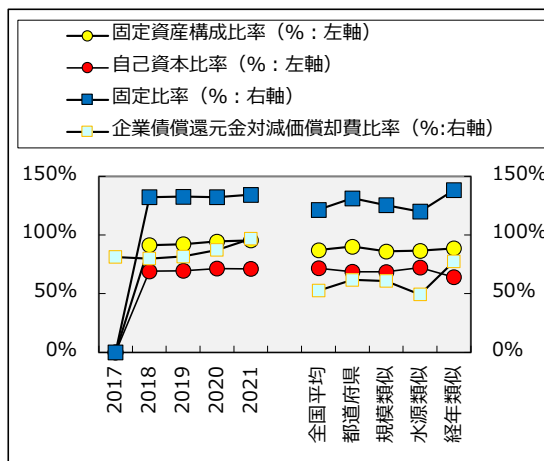 固定資産構成比率（%：左軸）
自己資本比率（%：左軸）
固定比率（%：右軸）
企業債償還元金対減価償却費比率（%:右軸）
150% 150%
100% 100%
50% 50%
0% 0%
2017 2018 2019 2020 2021 全国平均 都道府県 規模類似 水源類似 経年類似